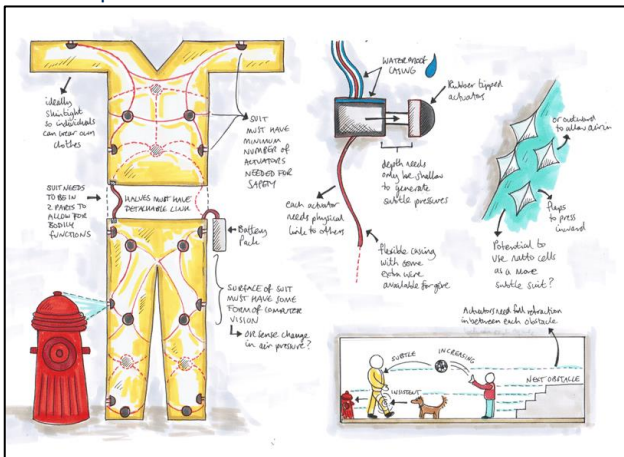 ideally
skintight
so individuals
can wear own
clothes
SUIT
MUST HAVE
MINIMUM
NUMBER OF
ACTUATORS
NEEDED FOR
SAFETY
SUIT NEEDS
TO BE IN
2 PARTS TO
ALLOW FOR
BODILY
FUNCTIONS
HALVES MUST HAVE
DETACHABLE LINK
Battery
Pack
SURFACE OF SUIT
MUST HAVE SOME
FORM OF COMPUTER
VISION
OR sense change
in air pressure?
WATERPROOF
CASING
Rubber tipped
actuators
depth needs
only be shallow
to generate
subtle pressures
each actuator
needs physical
link to others
flexible casing
with some
extra wire
available for give
or outward
to allow air in
flaps
to press
inward
Potential to
use
cells
as a more
subtle suit?
Actuators need full retraction
in between each obstacle
SUBTLE
INCREASING
NEXT OBSTACLE
INSISTENT